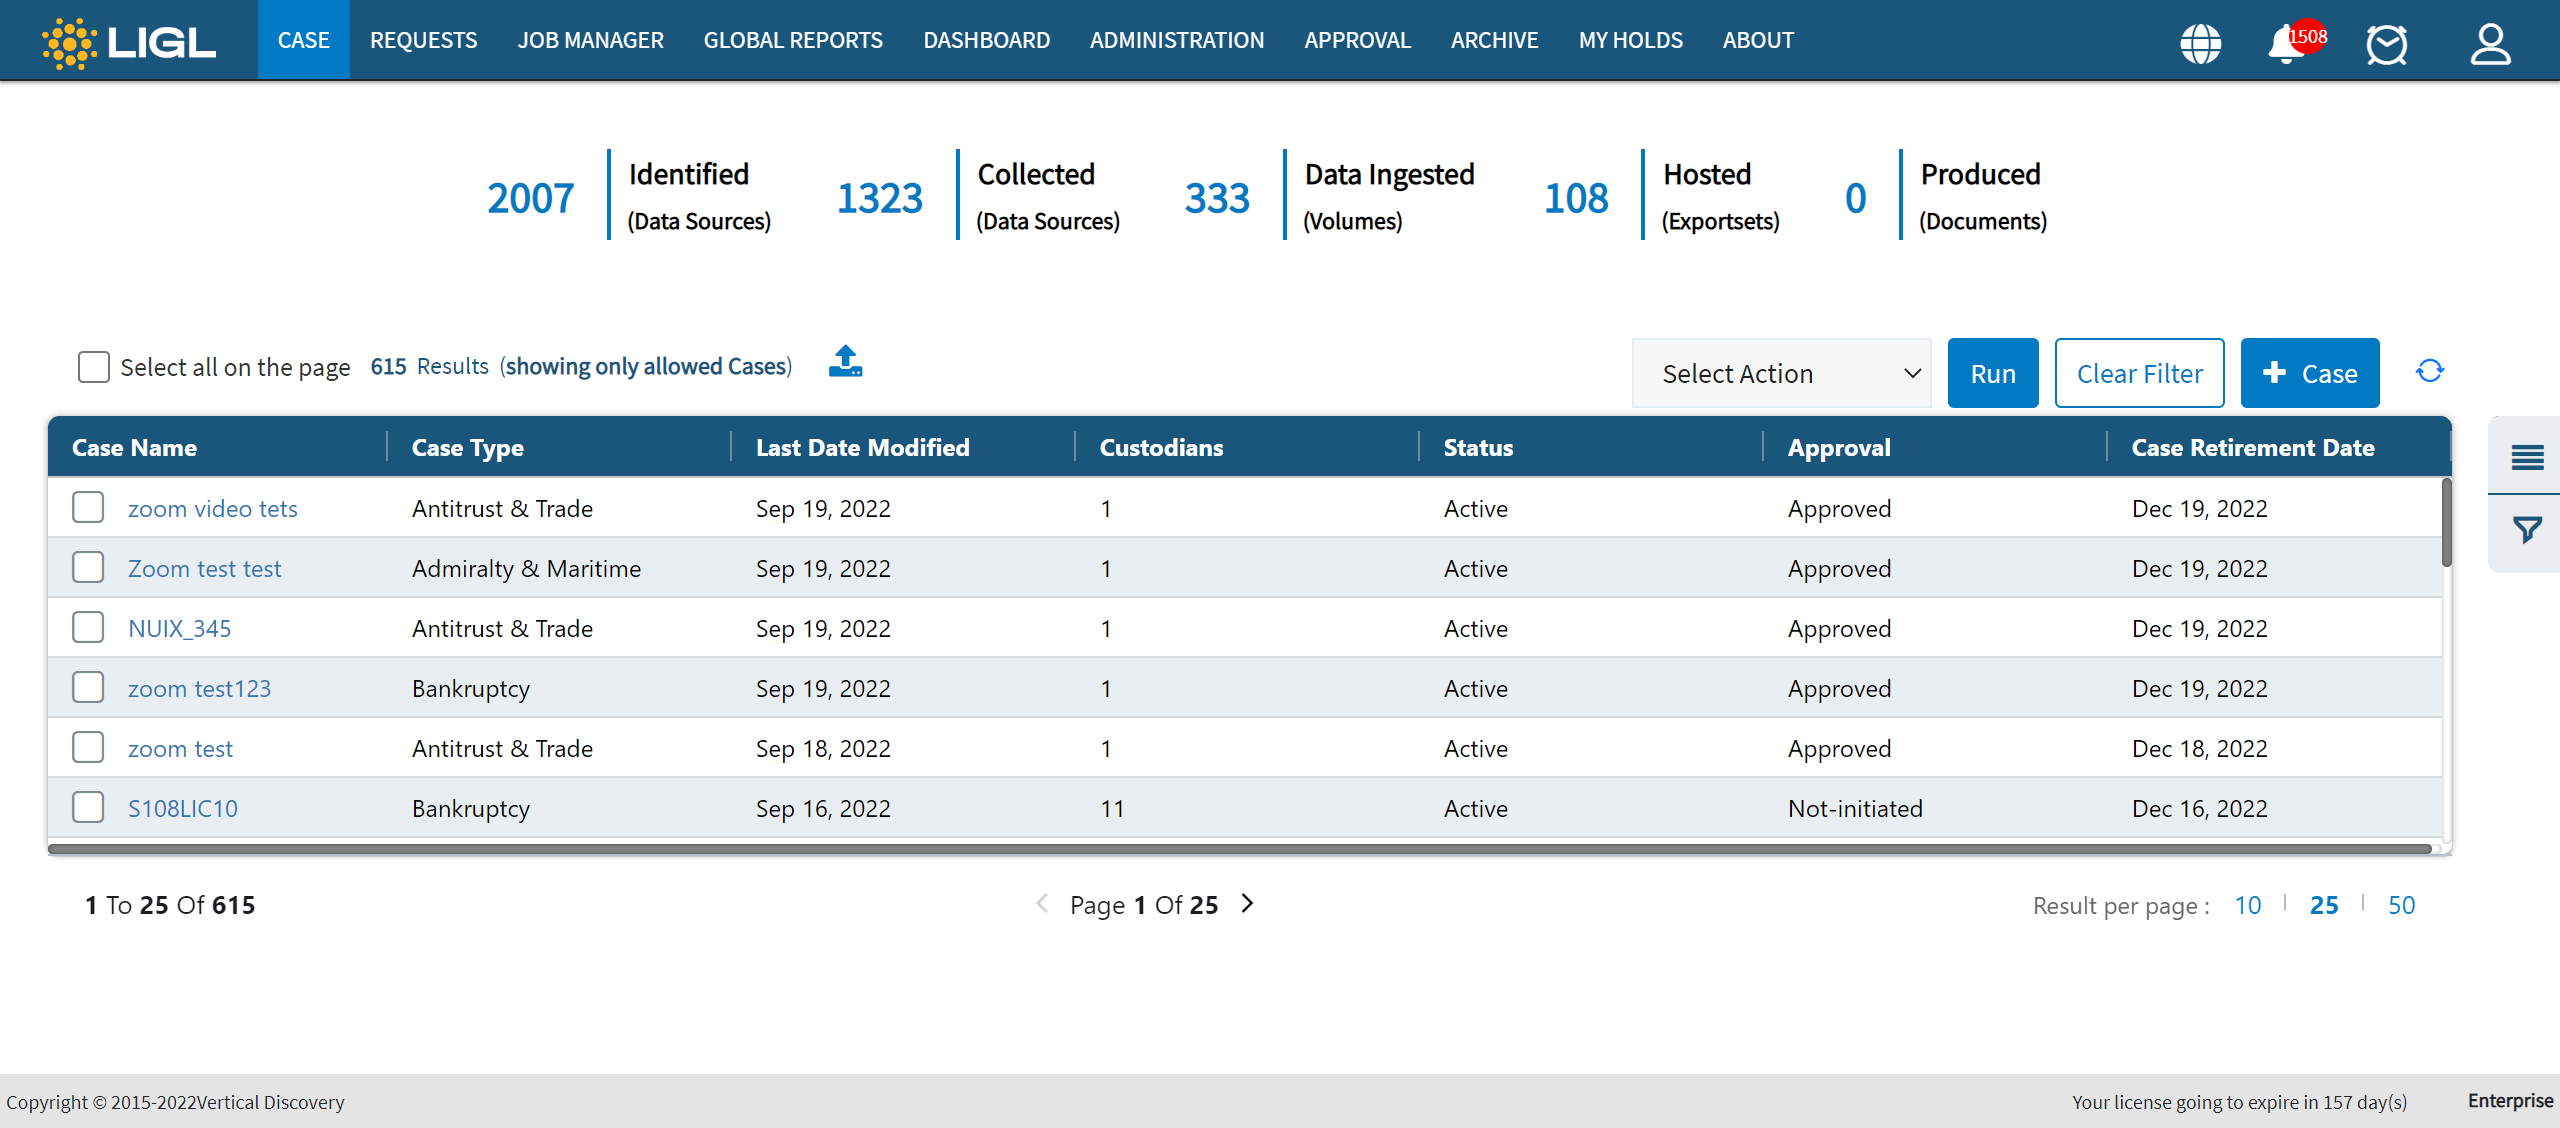 LIGL CASE REQUESTS JOB MANAGER GLOBAL REPORTS DASHBOARD ADMINISTRATION APPROVAL ARCHIVE MY HOLDS ABOUT 1508
2007 Identified (Data Sources) 1323 Collected (Data Sources) 333 Data Ingested (Volumes) 108 Hosted (Exportsets) 0 Produced (Documents)
Select all on the page 615 Results (showing only allowed Cases) Select Action Run Clear Filter + Case
Case Name Case Type Last Date Modified Custodians Status Approval Case Retirement Date
zoom video tets Antitrust & Trade Sep 19, 2022 1 Active Approved Dec 19, 2022
Zoom test test Admiralty & Maritime Sep 19, 2022 1 Active Approved Dec 19, 2022
NUIX_345 Antitrust & Trade Sep 19, 2022 1 Active Approved Dec 19, 2022
zoom test123 Bankruptcy Sep 19, 2022 1 Active Approved Dec 19, 2022
zoom test Antitrust & Trade Sep 18, 2022 1 Active Approved Dec 18, 2022
S108LIC10 Bankruptcy Sep 16, 2022 11 Active Not-initiated Dec 16, 2022
1 To 25 Of 615 Page 1 Of 25 Result per page : 10 25 50
Copyright © 2015-2022Vertical Discovery Your license going to expire in 157 day(s) Enterprise